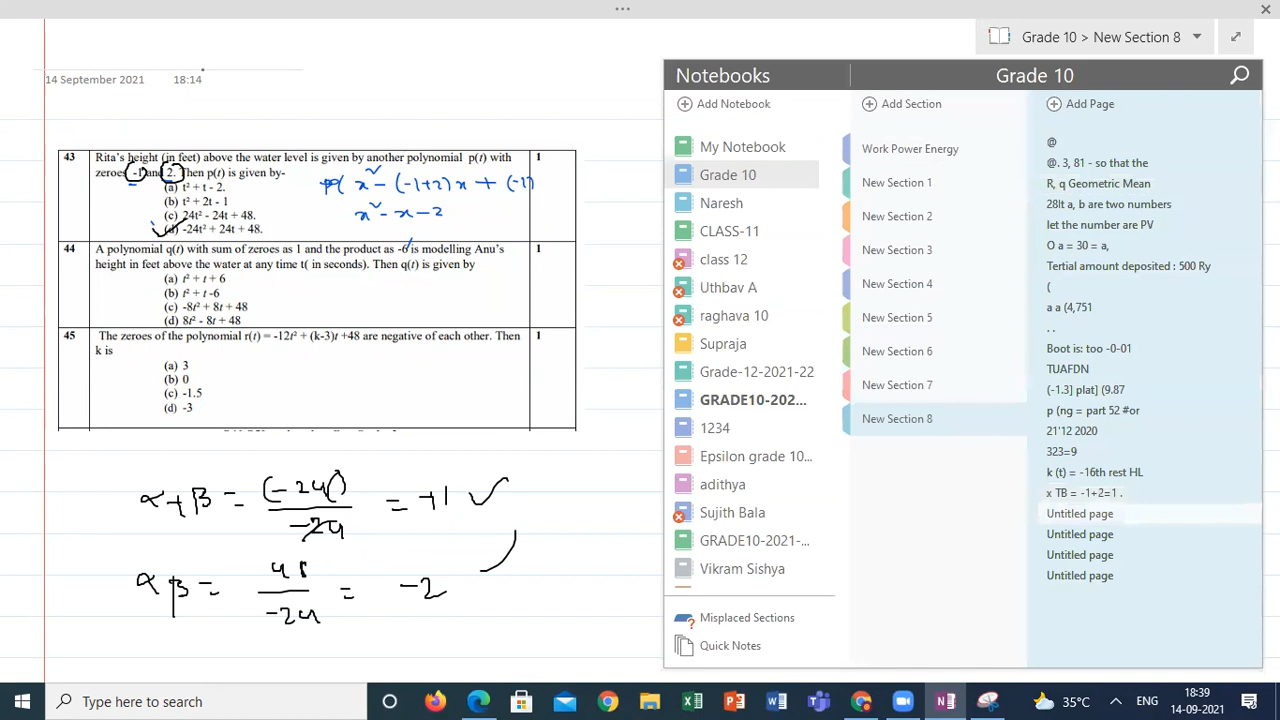 Grade 10 > New Section 8
14 September 2021 18:14
43 Rita's height (in feet) above the water level is given by another polynomial p(t) with 1
zeroes -1 and 2. Then p(t) is given by-
(a) t² + t - 2.
(b) t² + 2t - 1
(c) 24t² - 24t + 48.
(d) -24t² + 24t + 48.
x² - (-1+2)x + (-1)
x² - x - 2
44 A polynomial q(t) with sum of zeroes as 1 and the product as -6 is modelling Anu's 1
height in feet above the water at any time t( in seconds). Then q(t) is given by
(a) t² + t + 6
(b) t² + t -6
(c) -8t² + 8t + 48
(d) 8t² - 8t + 48
45 The zeroes of the polynomial r(t) = -12t² + (k-3)t +48 are negative of each other. Then 1
k is
(a) 3
(b) 0
(c) -1.5
(d) -3
α+β = (-24) / -24 = +1 ✓
αβ = 48 / -24 = -2
Notebooks
Add Notebook
My Notebook
Grade 10
Naresh
CLASS-11
class 12
Uthbav A
raghava 10
Supraja
Grade-12-2021-22
GRADE10-202...
1234
Epsilon grade 10...
adithya
Sujith Bala
GRADE10-2021-...
Vikram Sishya
Misplaced Sections
Quick Notes
Grade 10
Add Section
Work Power Energy
New Section 1
New Section 2
New Section 3
New Section 4
New Section 5
New Section 6
New Section 7
New Section 8
Add Page
@
@. 3, 81 - so that the
R, q Geometric Mean
28lt a, b are two numbers
let the number are PV
O a = 30 = a,
Tertial amount deposited : 500 Ry
(
a a (4,751
. .
Boot is: too -0-01
TUAFDN
(-1.3] plat] (9.87
p (ng = part 52 #or
21'12 2020
323=9
k (t) = -16th rest HL
x TB = -1+2=1
Untitled page
Untitled page
Untitled page
Untitled page
Type here to search
35°C
ENG
18:39
14-09-2021